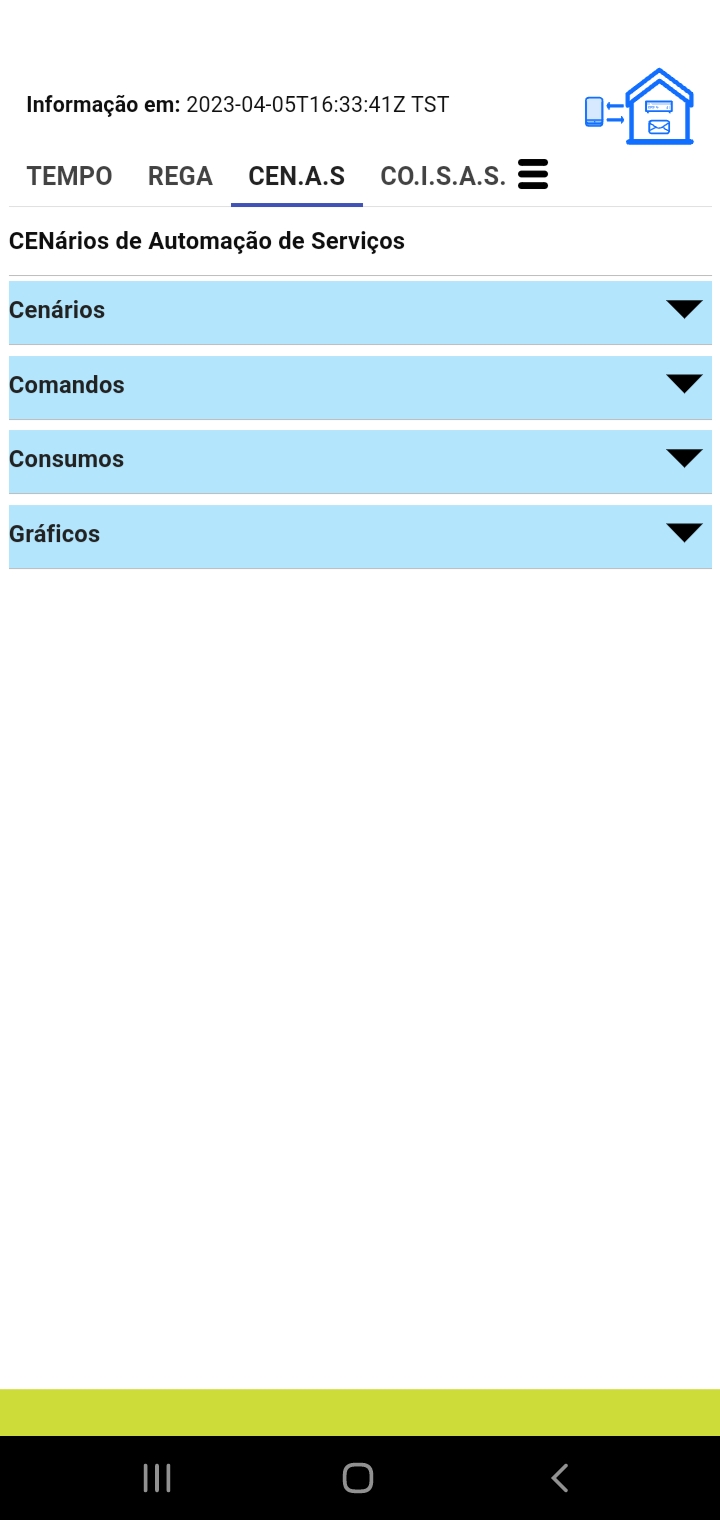 Informação em: 2023-04-05T16:33:41Z TST
TEMPO REGA CEN.A.S CO.I.S.A.S.
CENários de Automação de Serviços
Cenários
Comandos
Consumos
Gráficos